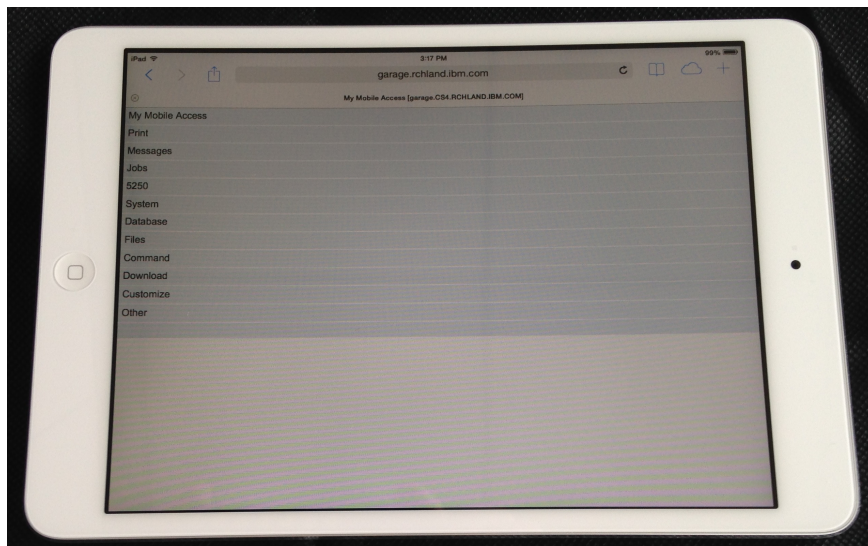 iPad 3:17 PM 99%
garage.rchland.ibm.com
My Mobile Access [garage.CS4.RCHLAND.IBM.COM]
My Mobile Access
Print
Messages
Jobs
5250
System
Database
Files
Command
Download
Customize
Other